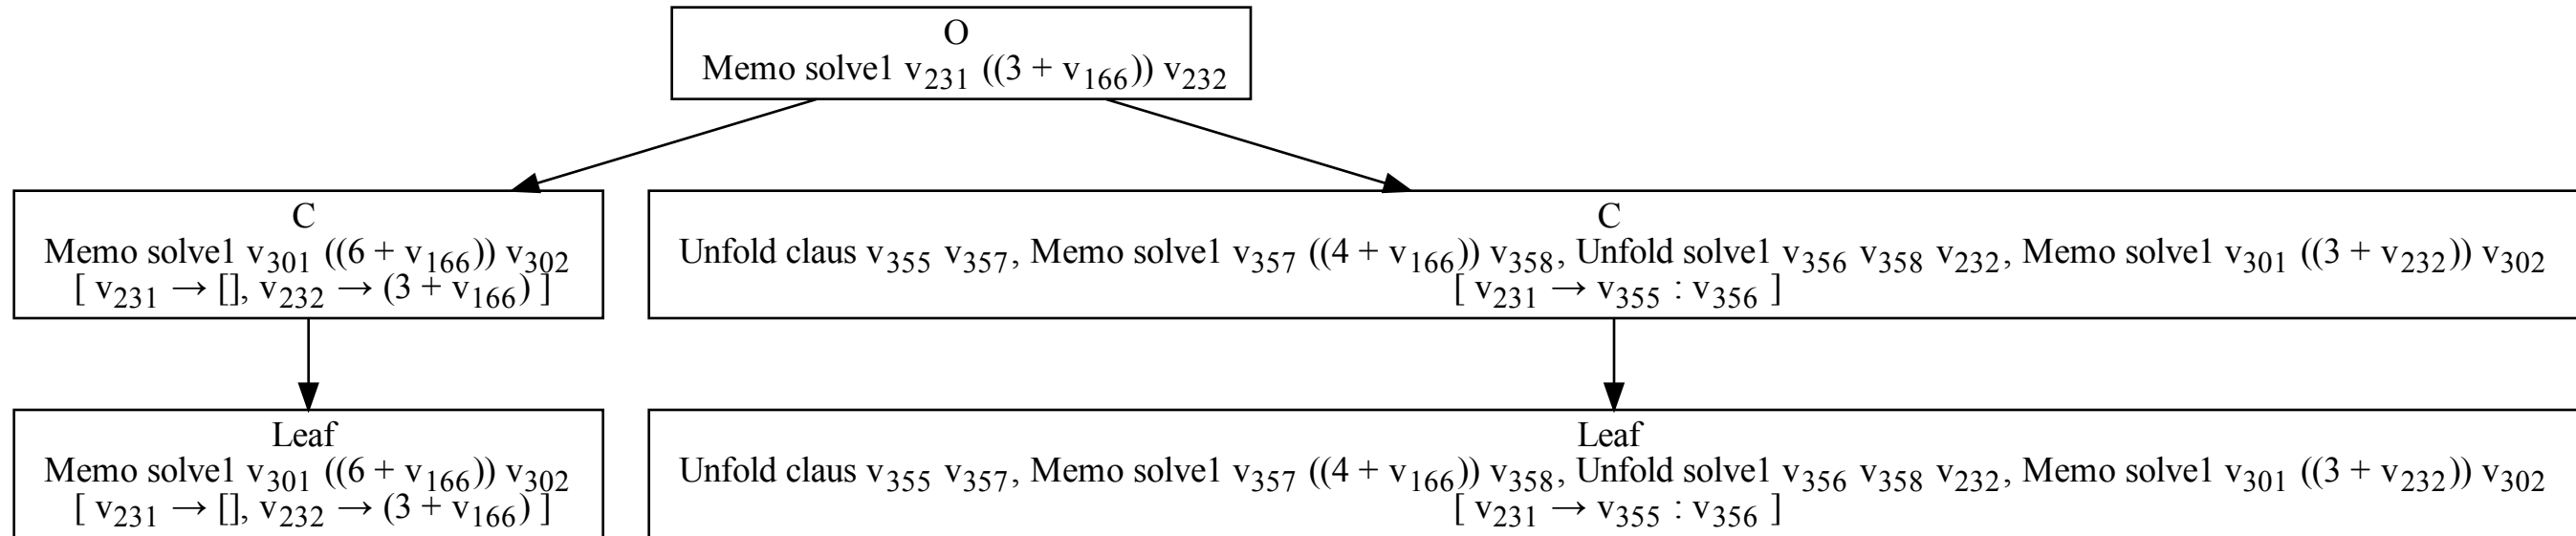 O
Memo solve1 v231 ((3 + v166)) v232
C
Memo solve1 v301 ((6 + v166)) v302
[ v231 → [], v232 → (3 + v166) ]
C
Unfold claus v355 v357, Memo solve1 v357 ((4 + v166)) v358, Unfold solve1 v356 v358 v232, Memo solve1 v301 ((3 + v232)) v302
[ v231 → v355 : v356 ]
Leaf
Memo solve1 v301 ((6 + v166)) v302
[ v231 → [], v232 → (3 + v166) ]
Leaf
Unfold claus v355 v357, Memo solve1 v357 ((4 + v166)) v358, Unfold solve1 v356 v358 v232, Memo solve1 v301 ((3 + v232)) v302
[ v231 → v355 : v356 ]